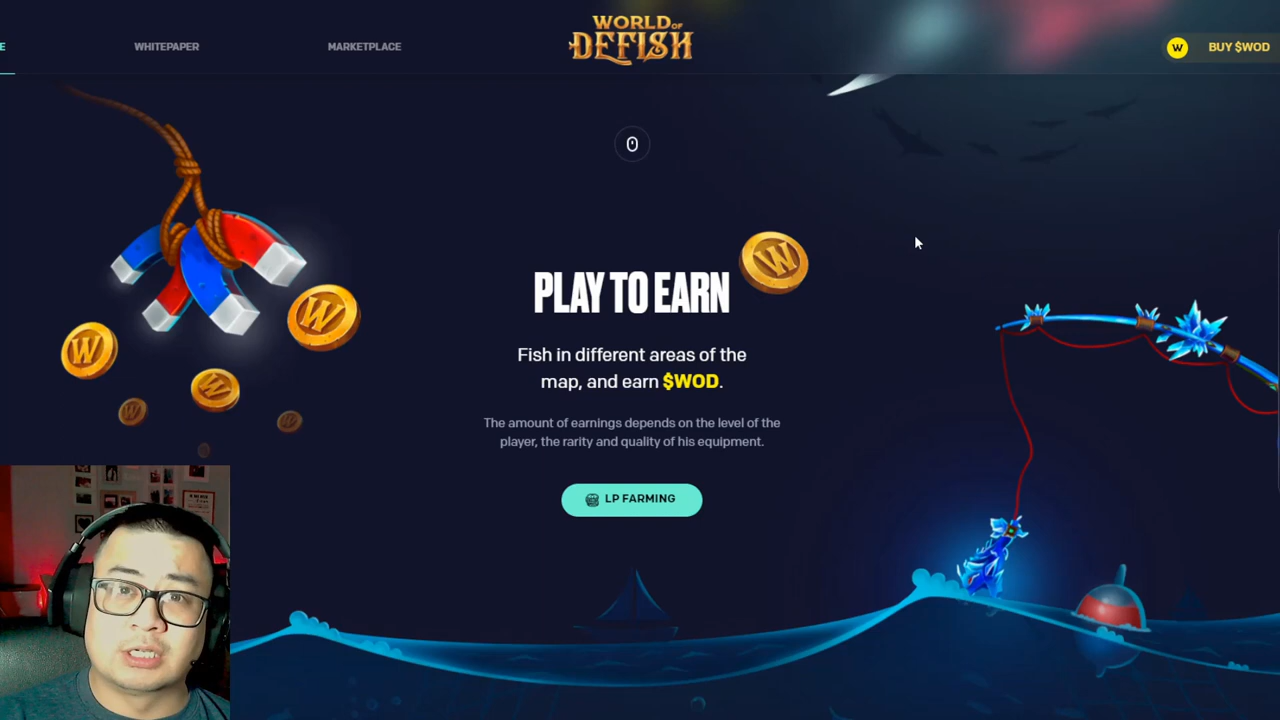 E
WHITEPAPER
MARKETPLACE
WORLD OF
DEFISH
W
BUY $WOD
W
W
W
W
PLAY TO EARN
Fish in different areas of the
map, and earn $WOD.
The amount of earnings depends on the level of the
player, the rarity and quality of his equipment.
LP FARMING